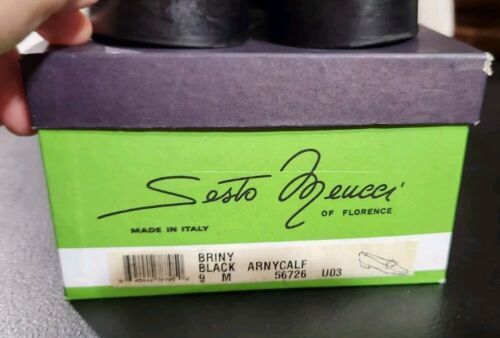 Sesto Meucci
OF FLORENCE
MADE IN ITALY
BRINY
BLACK ARNYCALF
9 M 56726 U03